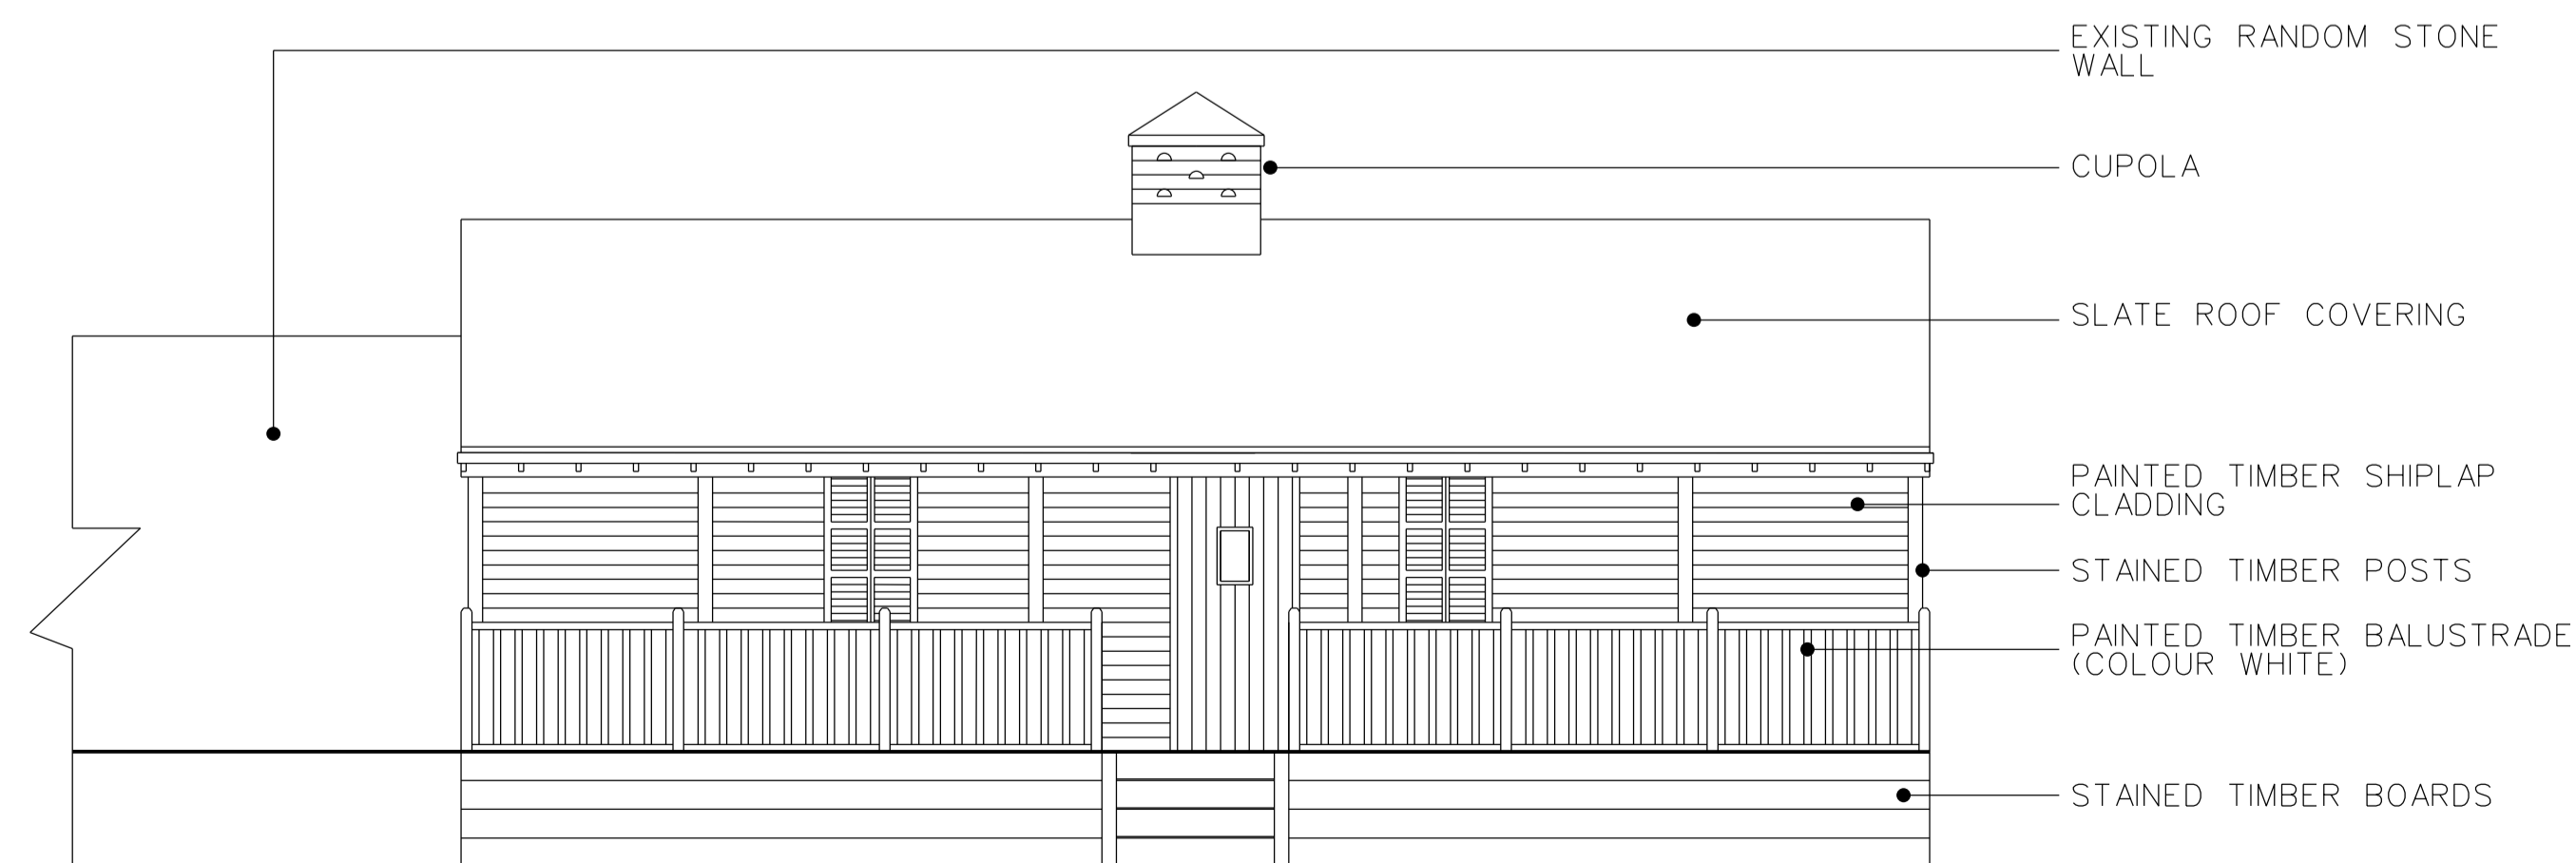 EXISTING RANDOM STONE
WALL
CUPOLA
SLATE ROOF COVERING
PAINTED TIMBER SHIPLAP
CLADDING
STAINED TIMBER POSTS
PAINTED TIMBER BALUSTRADE
(COLOUR WHITE)
STAINED TIMBER BOARDS